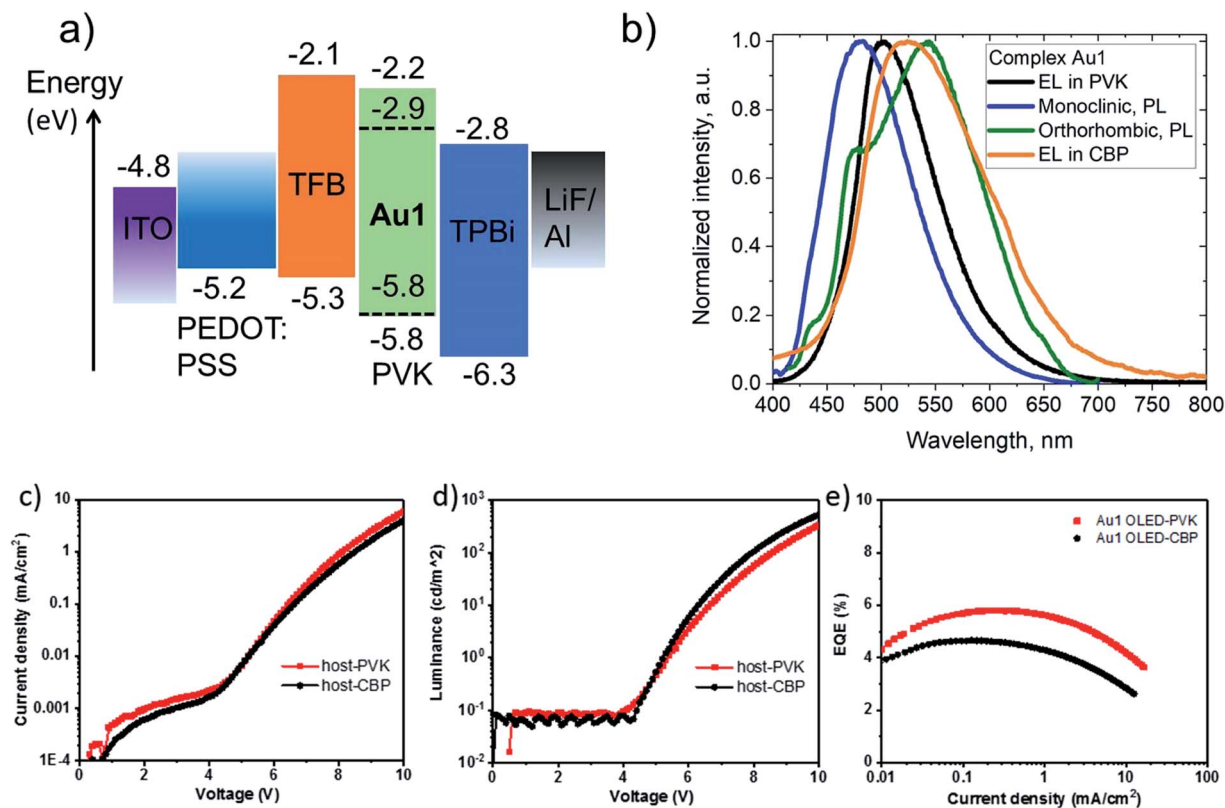 a)
Energy
(eV)
-4.8
ITO
-5.2
PEDOT:
PSS
-2.1
TFB
-5.3
-2.2
-2.9
Au1
-5.8
-5.8
PVK
-2.8
TPBi
-6.3
LiF/
Al
b)
Normalized intensity, a.u.
1.0
0.8
0.6
0.4
0.2
0.0
Complex Au1
EL in PVK
Monoclinic, PL
Orthorhombic, PL
EL in CBP
400 450 500 550 600 650 700 750 800
Wavelength, nm
c)
Current density (mA/cm²)
10
1
0.1
0.01
0.001
1E-4
host-PVK
host-CBP
0 2 4 6 8 10
Voltage (V)
d)
Luminance (cd/m^2)
10³
10²
10¹
10⁰
10⁻¹
10⁻²
host-PVK
host-CBP
0 2 4 6 8 10
Voltage (V)
e)
EQE (%)
10
8
6
4
2
0
Au1 OLED-PVK
Au1 OLED-CBP
0.01 0.1 1 10 100
Current density (mA/cm²)